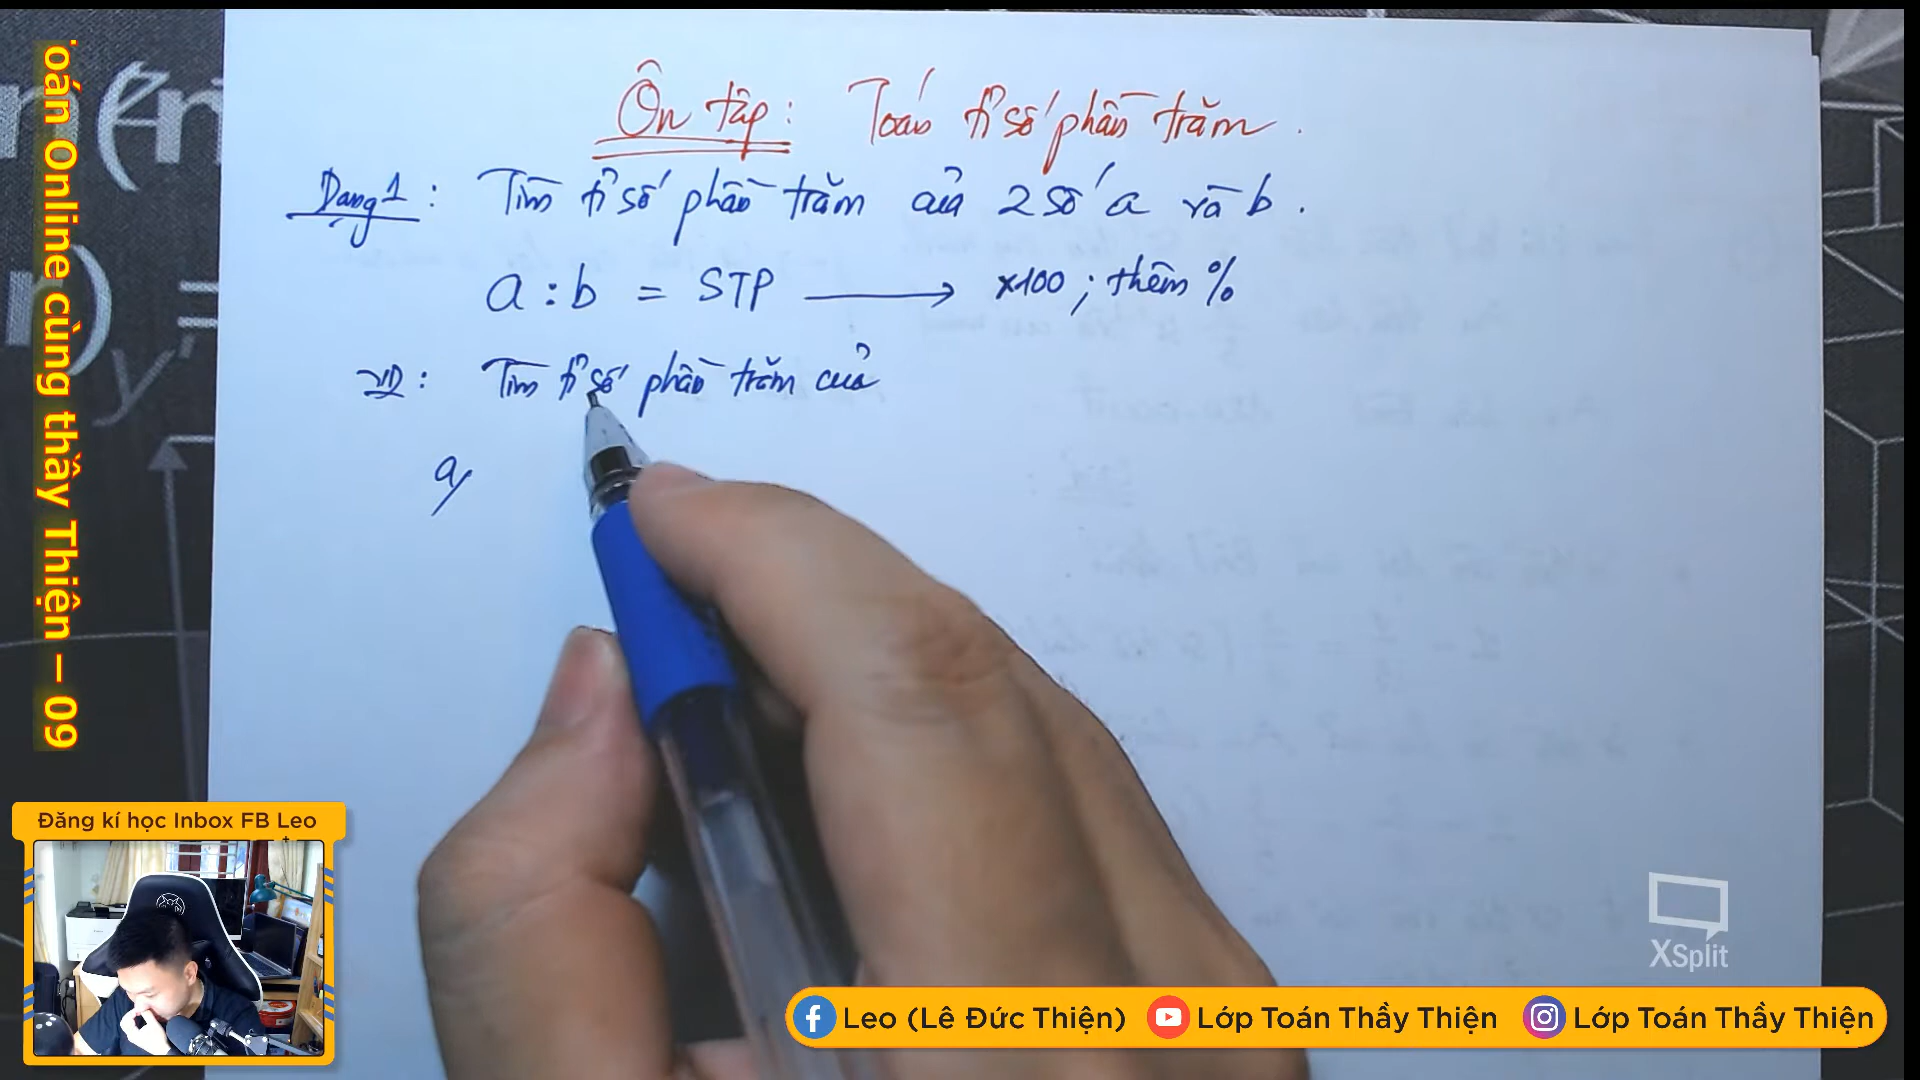 Ôn tập: Toán tỉ số phần trăm.
Dạng 1: Tìm tỉ số phần trăm của 2 số a và b.
a : b = STP → x100 ; thêm %
VD: Tìm tỉ số phần trăm của
a/
oán Online cùng thầy Thiện – 09
Đăng kí học Inbox FB Leo
XSplit
Leo (Lê Đức Thiện) Lớp Toán Thầy Thiện Lớp Toán Thầy Thiện